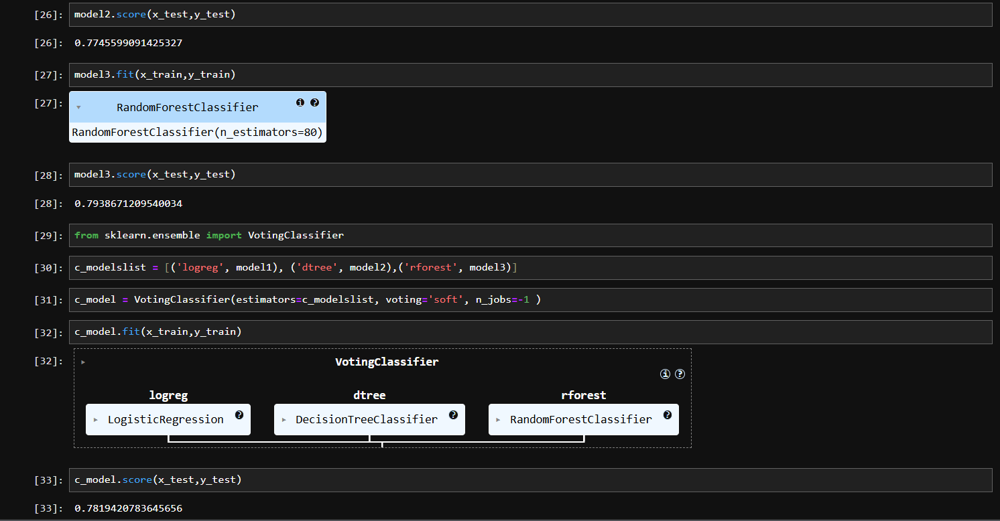 [26]: model2.score(x_test,y_test)
[26]: 0.7745599091425327
[27]: model3.fit(x_train,y_train)
[27]: RandomForestClassifier i ?
RandomForestClassifier(n_estimators=80)
[28]: model3.score(x_test,y_test)
[28]: 0.7938671209540034
[29]: from sklearn.ensemble import VotingClassifier
[30]: c_modelslist = [('logreg', model1), ('dtree', model2),('rforest', model3)]
[31]: c_model = VotingClassifier(estimators=c_modelslist, voting='soft', n_jobs=-1 )
[32]: c_model.fit(x_train,y_train)
[32]: VotingClassifier
i ?
logreg dtree rforest
LogisticRegression ? DecisionTreeClassifier ? RandomForestClassifier ?
[33]: c_model.score(x_test,y_test)
[33]: 0.7819420783645656